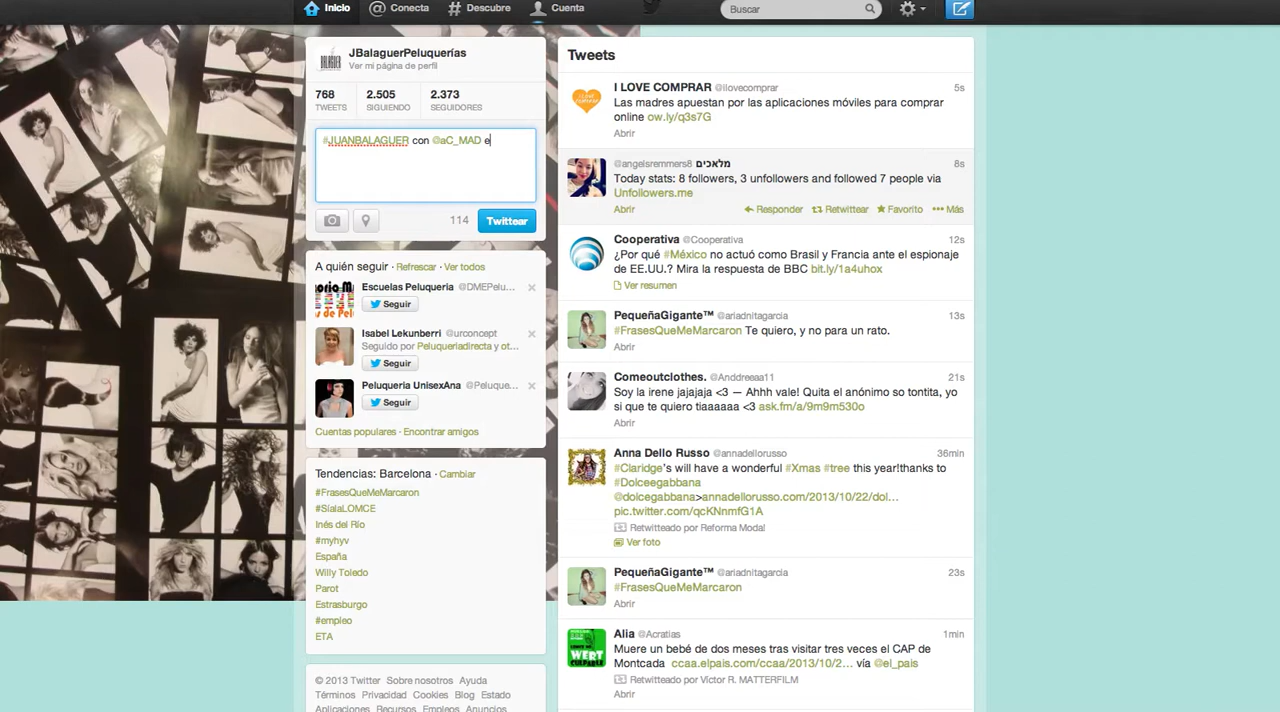 Inicio
Conecta
Descubre
Cuenta
Buscar
JBalaguerPeluquerías
Ver mi página de perfil
768
TWEETS
2.505
SIGUIENDO
2.373
SEGUIDORES
#JUANBALAGUER con @aC_MAD e
114
Twittear
A quién seguir · Refrescar · Ver todos
Escuelas Peluqueria @DMEPelu...
Seguir
Isabel Lekunberri @urconcept
Seguido por Peluqueriadirecta y ot...
Seguir
Peluqueria UnisexAna @Peluque...
Seguir
Cuentas populares · Encontrar amigos
Tendencias: Barcelona · Cambiar
#FrasesQueMeMarcaron
#SíalaLOMCE
Inés del Río
#myhyv
España
Willy Toledo
Parot
Estrasburgo
#empleo
ETA
© 2013 Twitter Sobre nosotros Ayuda
Términos Privacidad Cookies Blog Estado
Aplicaciones Recursos Empleos Anuncios
Tweets
I LOVE COMPRAR @ilovecomprar 5s
Las madres apuestan por las aplicaciones móviles para comprar
online ow.ly/q3s7G
Abrir
@angelsremmers8 מלאכים 8s
Today stats: 8 followers, 3 unfollowers and followed 7 people via
Unfollowers.me
Abrir Responder Retwittear Favorito Más
Cooperativa @Cooperativa 12s
¿Por qué #México no actuó como Brasil y Francia ante el espionaje
de EE.UU.? Mira la respuesta de BBC bit.ly/1a4uhox
Ver resumen
PequeñaGigante™ @ariadnitagarcia 13s
#FrasesQueMeMarcaron Te quiero, y no para un rato.
Abrir
Comeoutclothes. @Anddreeaa11 21s
Soy la irene jajajaja <3 — Ahhh vale! Quita el anónimo so tontita, yo
si que te quiero tiaaaaaa <3 ask.fm/a/9m9m530o
Abrir
Anna Dello Russo @annadellorusso 36min
#Claridge's will have a wonderful #Xmas #tree this year!thanks to
#Dolceegabbana
@dolcegabbana>annadellorusso.com/2013/10/22/dol...
pic.twitter.com/qcKNnmfG1A
Retwitteado por Reforma Modal
Ver foto
PequeñaGigante™ @ariadnitagarcia 23s
#FrasesQueMeMarcaron
Abrir
Alia @Acratias 1min
Muere un bebé de dos meses tras visitar tres veces el CAP de
Montcada ccaa.elpais.com/ccaa/2013/10/2... vía @el_pais
Retwitteado por Víctor R. MATTERFILM
Abrir